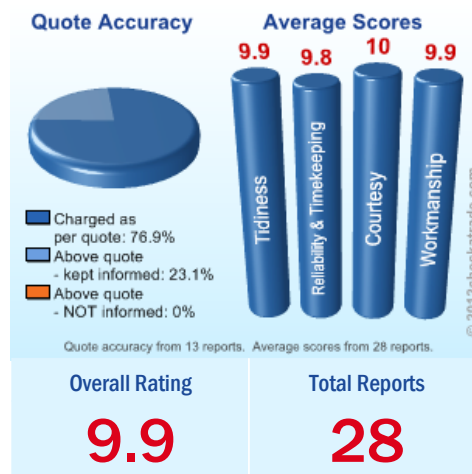 Quote Accuracy
Average Scores
9.9
9.8
10
9.9
Tidiness
Reliability & Timekeeping
Courtesy
Workmanship
Charged as
per quote: 76.9%
Above quote
- kept informed: 23.1%
Above quote
- NOT informed: 0%
© 2013checkatrade.com
Quote accuracy from 13 reports. Average scores from 28 reports.
Overall Rating
Total Reports
9.9
28